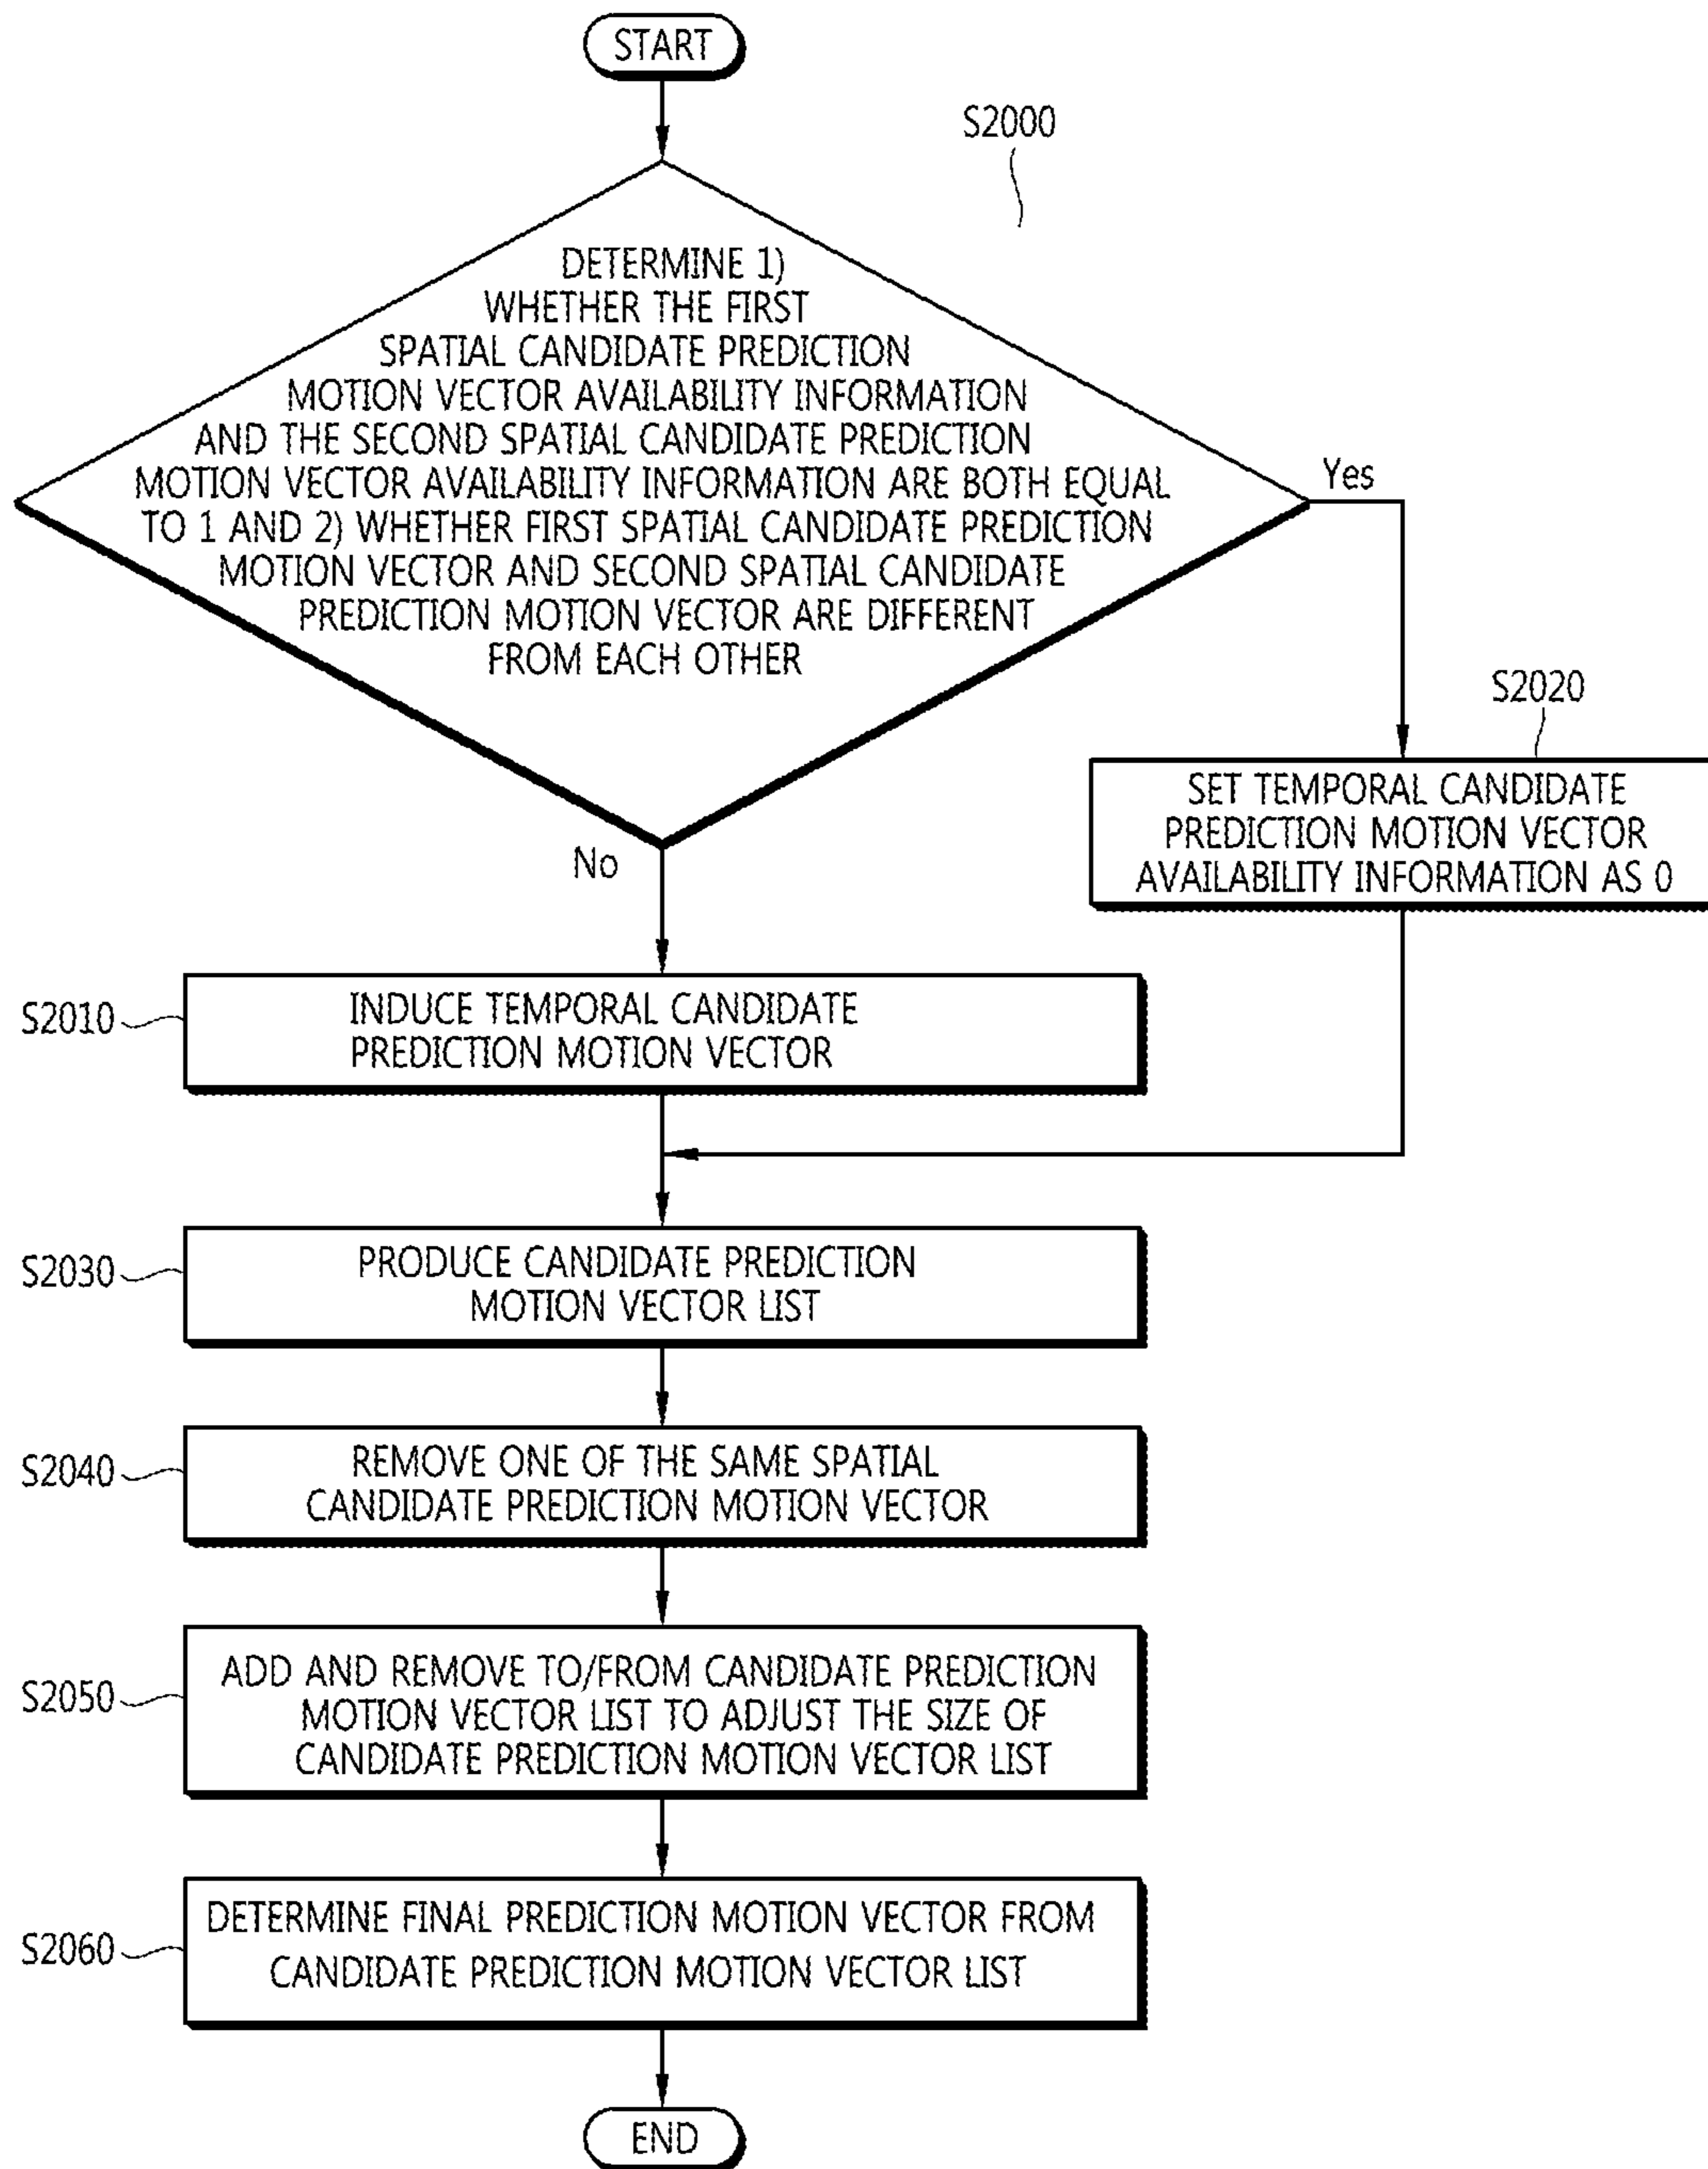 START
S2000
DETERMINE 1)
WHETHER THE FIRST
SPATIAL CANDIDATE PREDICTION
MOTION VECTOR AVAILABILITY INFORMATION
AND THE SECOND SPATIAL CANDIDATE PREDICTION
MOTION VECTOR AVAILABILITY INFORMATION ARE BOTH EQUAL
TO 1 AND 2) WHETHER FIRST SPATIAL CANDIDATE PREDICTION
MOTION VECTOR AND SECOND SPATIAL CANDIDATE
PREDICTION MOTION VECTOR ARE DIFFERENT
FROM EACH OTHER
Yes
S2020
SET TEMPORAL CANDIDATE
PREDICTION MOTION VECTOR
AVAILABILITY INFORMATION AS 0
No
S2010
INDUCE TEMPORAL CANDIDATE
PREDICTION MOTION VECTOR
S2030
PRODUCE CANDIDATE PREDICTION
MOTION VECTOR LIST
S2040
REMOVE ONE OF THE SAME SPATIAL
CANDIDATE PREDICTION MOTION VECTOR
S2050
ADD AND REMOVE TO/FROM CANDIDATE PREDICTION
MOTION VECTOR LIST TO ADJUST THE SIZE OF
CANDIDATE PREDICTION MOTION VECTOR LIST
S2060
DETERMINE FINAL PREDICTION MOTION VECTOR FROM
CANDIDATE PREDICTION MOTION VECTOR LIST
END